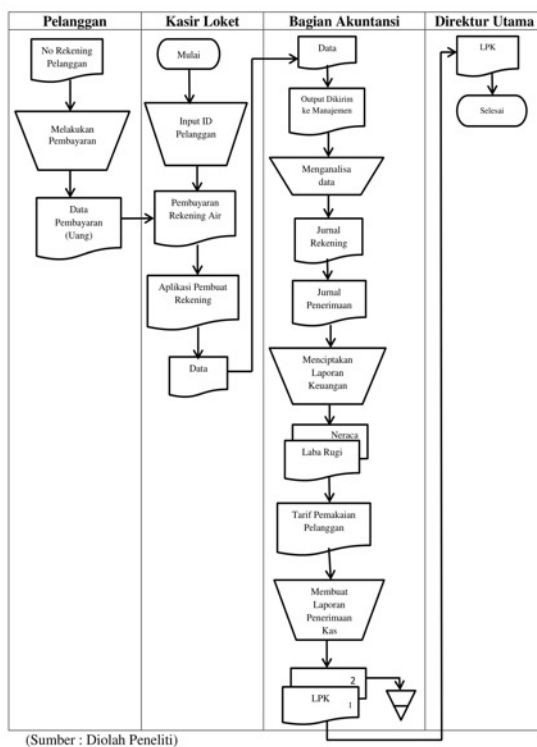 Pelanggan
Kasir Loket
Bagian Akuntansi
Direktur Utama
No Rekening
Pelanggan
Melakukan
Pembayaran
Data
Pembayaran
(Uang)
Mulai
Input ID
Pelanggan
Pembayaran
Rekening Air
Aplikasi Pembuat
Rekening
Data
Data
Output Dikirim
ke Manajemen
Menganalisa
data
Jurnal
Rekening
Jurnal
Penerimaan
Menciptakan
Laporan
Keuangan
Neraca
Laba Rugi
Tarif Pemakaian
Pelanggan
Membuat
Laporan
Penerimaan
Kas
2
LPK 1
LPK
Selesai
(Sumber : Diolah Peneliti)